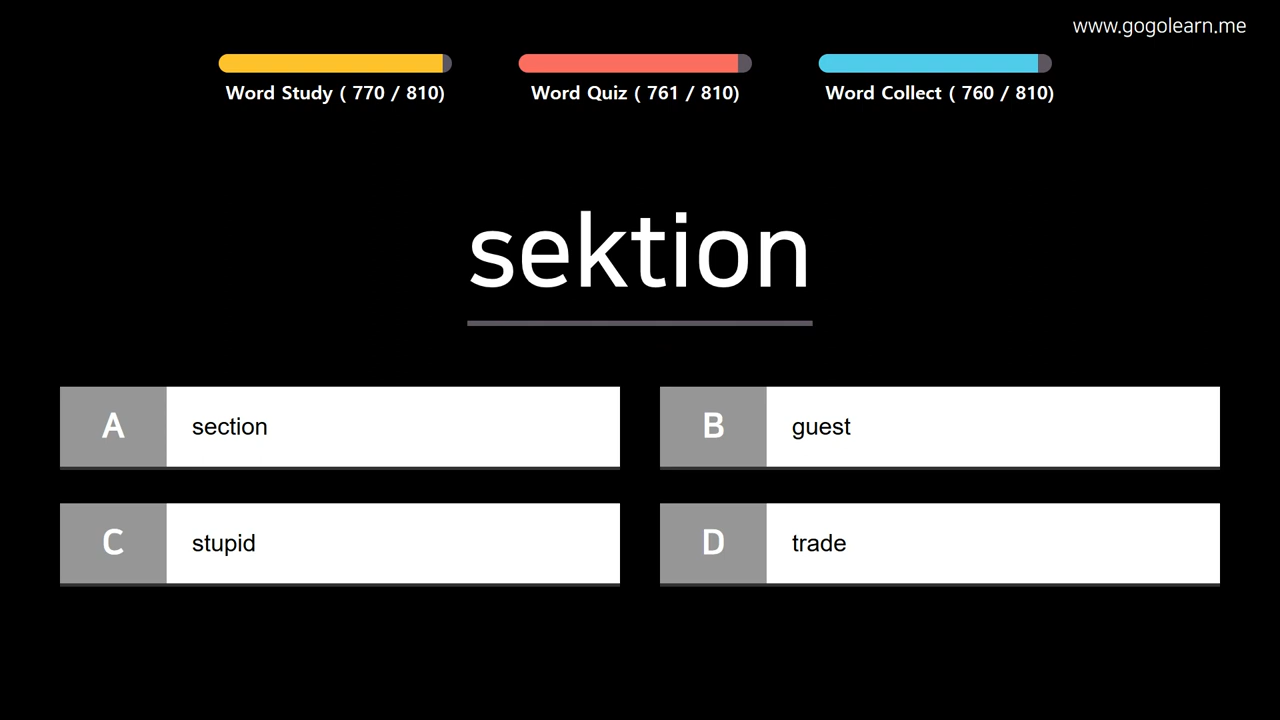 www.gogolearn.me
Word Study ( 770 / 810)
Word Quiz ( 761 / 810)
Word Collect ( 760 / 810)
sektion
A section
B guest
C stupid
D trade